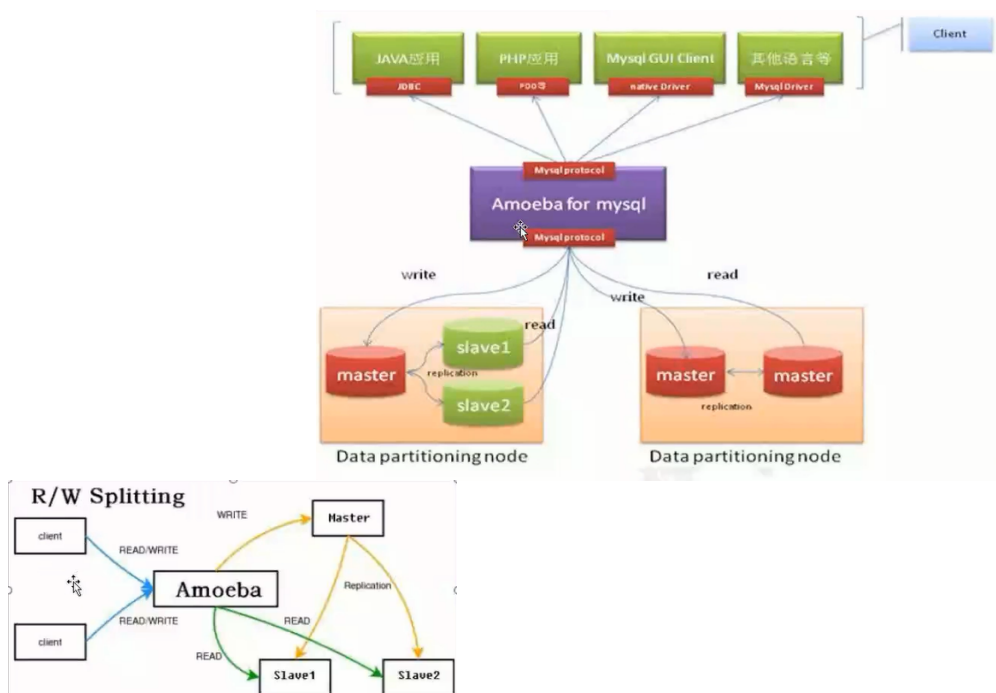 Client
JAVA应用
PHP应用
Mysql GUI Client
其他语言等
JDBC
PDO等
native Driver
Mysql Driver
Mysql protocol
Amoeba for mysql
Mysql protocol
write
read
write
read
slave1
master
replication
slave2
master
master
replication
Data partitioning node
Data partitioning node
R/W Splitting
WRITE
Master
client
READ/WRITE
Amoeba
Replication
READ/WRITE
READ
client
READ
Slave1
Slave2